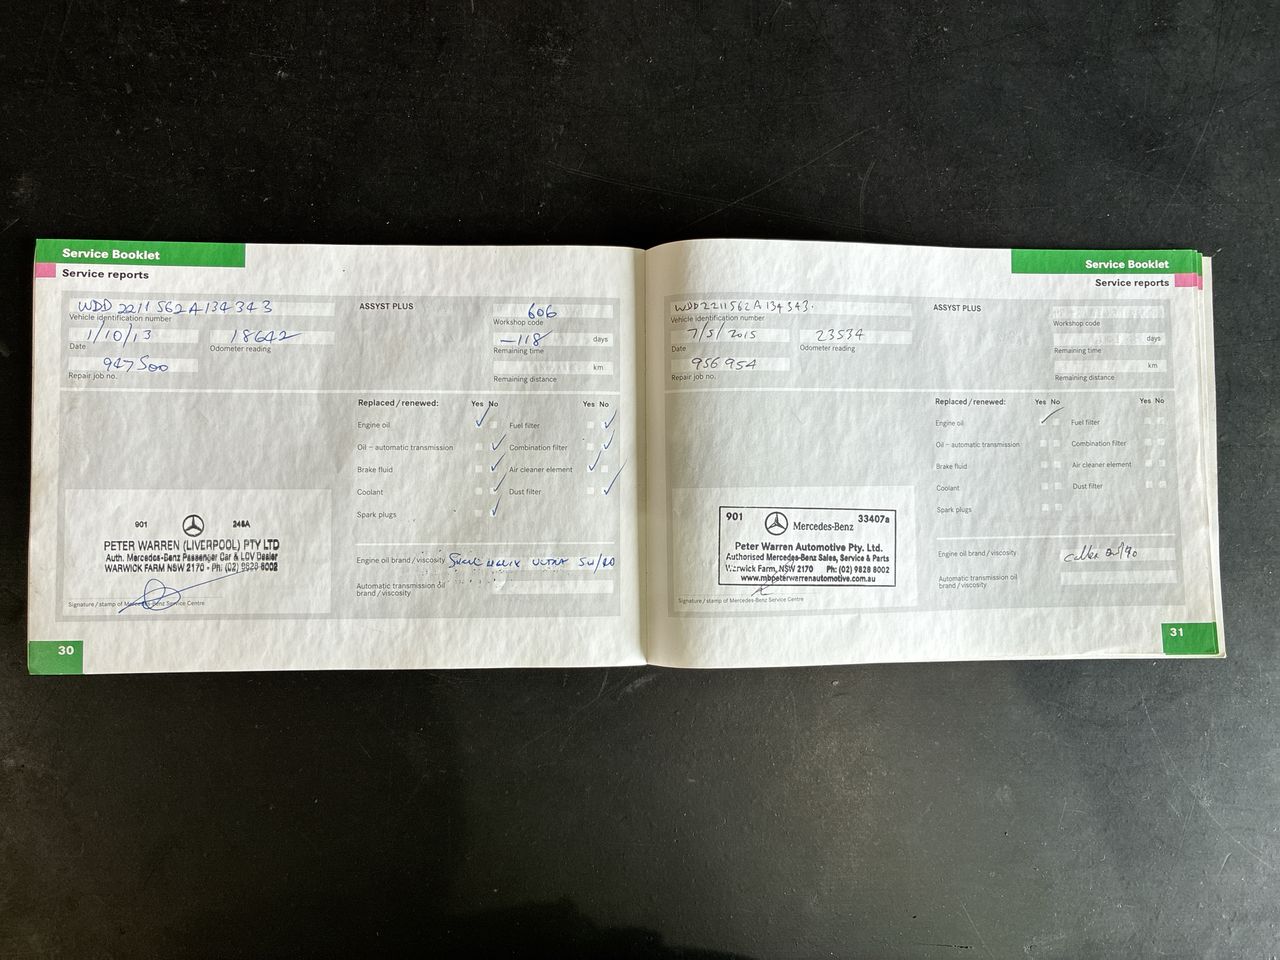 Service Booklet
Service reports
WDD 2211562A134343
Vehicle identification number
1/10/13
18642
Date
Odometer reading
947500
Repair job no.
ASSYST PLUS
606
Workshop code
-118 days
Remaining time
km
Remaining distance
Replaced/renewed: Yes No Yes No
Engine oil Fuel filter
Oil – automatic transmission Combination filter
Brake fluid Air cleaner element
Coolant Dust filter
Spark plugs
901 248A
PETER WARREN (LIVERPOOL) PTY LTD
Auth. Mercedes-Benz Passenger Car & LCV Dealer
WARWICK FARM NSW 2170 - Ph: (02) 9828 8002
Signature/stamp of Mercedes-Benz Service Centre
Engine oil brand/viscosity SHELL HELIX ULTRA 5W/40
Automatic transmission oil
brand/viscosity
30
Service Booklet
Service reports
WDD2211562A134343.
Vehicle identification number
7/5/2015
23534
Date
Odometer reading
956954
Repair job no.
ASSYST PLUS
Workshop code
days
Remaining time
km
Remaining distance
Replaced/renewed: Yes No Yes No
Engine oil Fuel filter
Oil – automatic transmission Combination filter
Brake fluid Air cleaner element
Coolant Dust filter
Spark plugs
901 Mercedes-Benz 33407a
Peter Warren Automotive Pty. Ltd.
Authorised Mercedes-Benz Sales, Service & Parts
Warwick Farm, NSW 2170 Ph: (02) 9828 8002
www.mbpeterwarrenautomotive.com.au
Signature/stamp of Mercedes-Benz Service Centre
Engine oil brand/viscosity
Automatic transmission oil
brand/viscosity
31